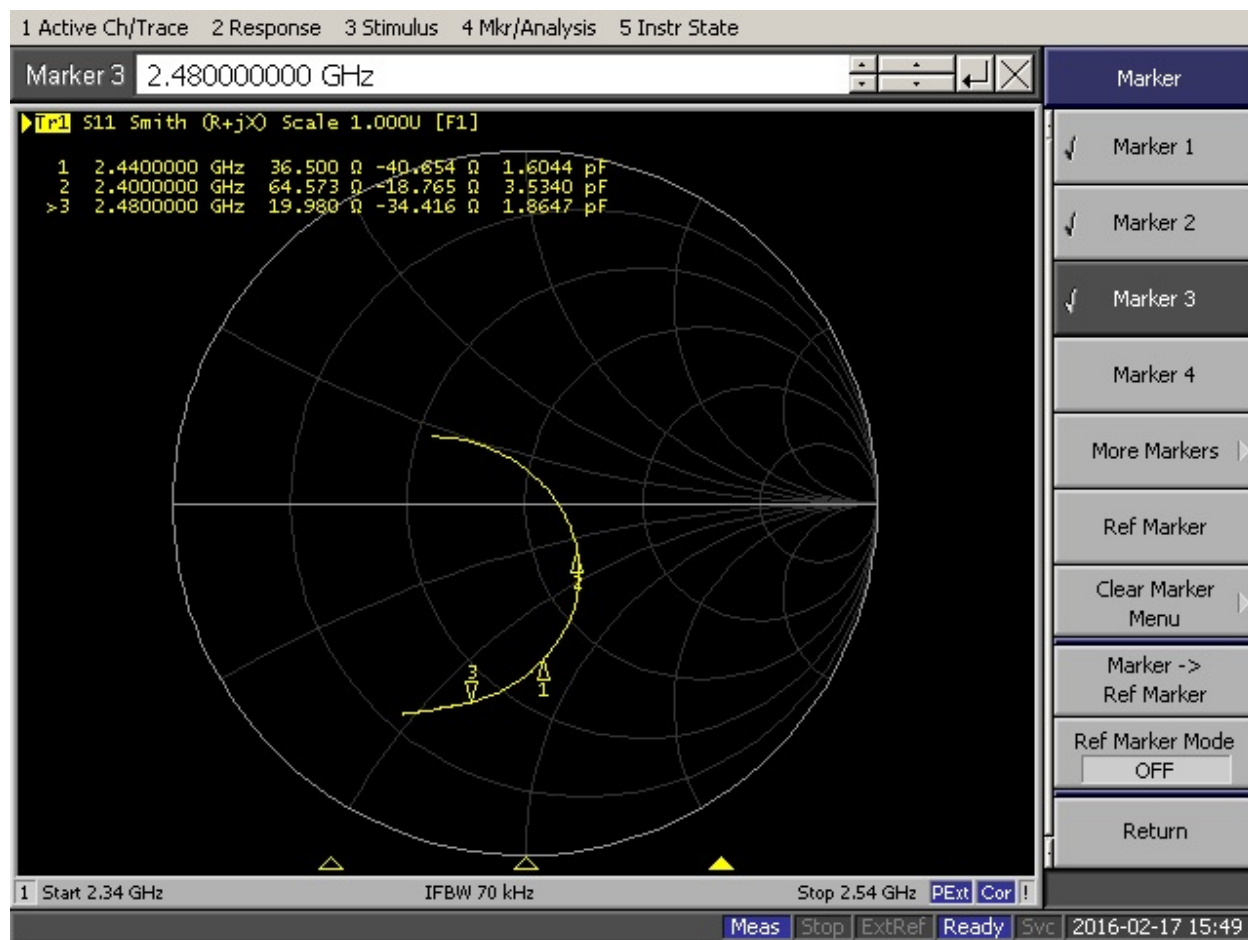 1 Active Ch/Trace 2 Response 3 Stimulus 4 Mkr/Analysis 5 Instr State
Marker 3 2.480000000 GHz
Marker
Tr1 S11 Smith (R+jX) Scale 1.000U [F1]
1 2.4400000 GHz 36.500 Ω -40.654 Ω 1.6044 pF
2 2.4000000 GHz 64.573 Ω -18.765 Ω 3.5340 pF
>3 2.4800000 GHz 19.980 Ω -34.416 Ω 1.8647 pF
Marker 1
Marker 2
Marker 3
Marker 4
More Markers
Ref Marker
Clear Marker
Menu
Marker ->
Ref Marker
Ref Marker Mode
OFF
Return
2
3
1
1 Start 2.34 GHz IFBW 70 kHz Stop 2.54 GHz PExt Cor !
Meas Stop ExtRef Ready Svc 2016-02-17 15:49